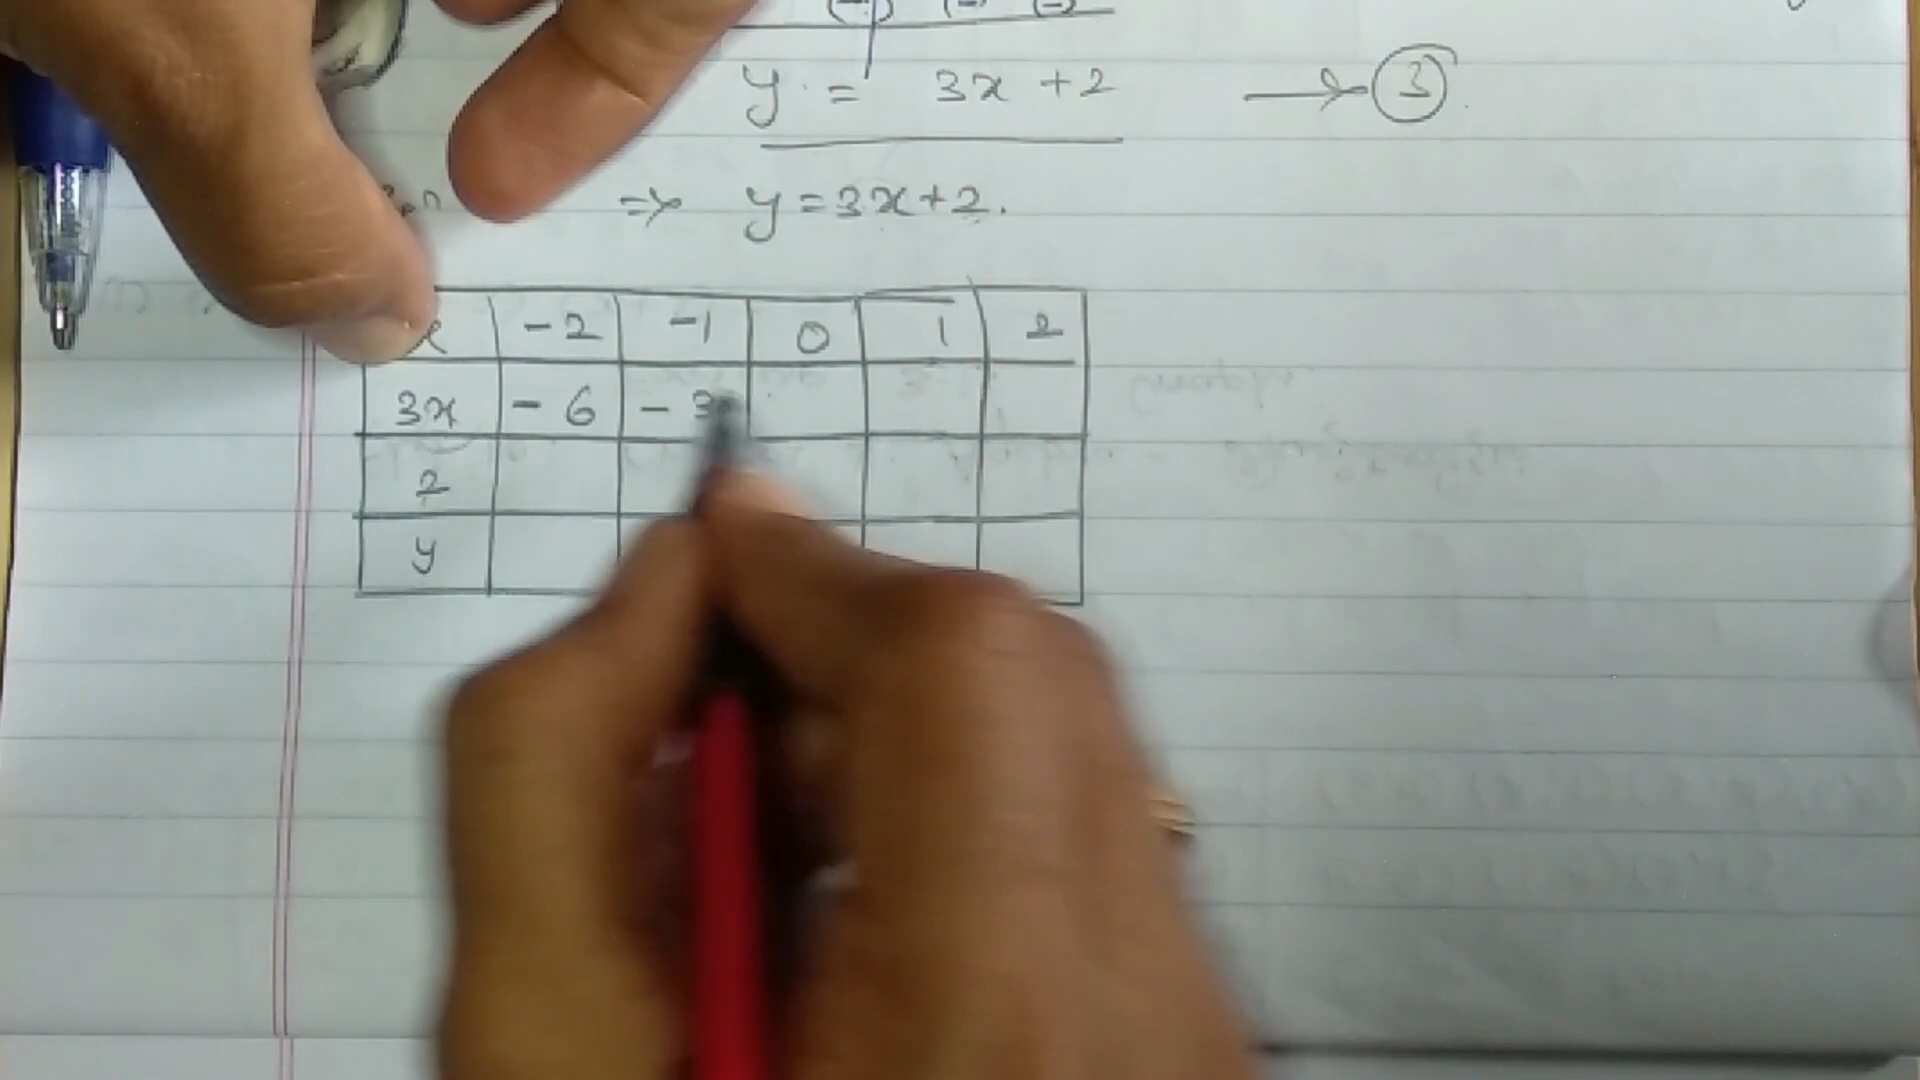 (-) (-) (-)
y = 3x + 2 → 3
⇒ y = 3x + 2.
x -2 -1 0 1 2
3x -6 -3
2
y